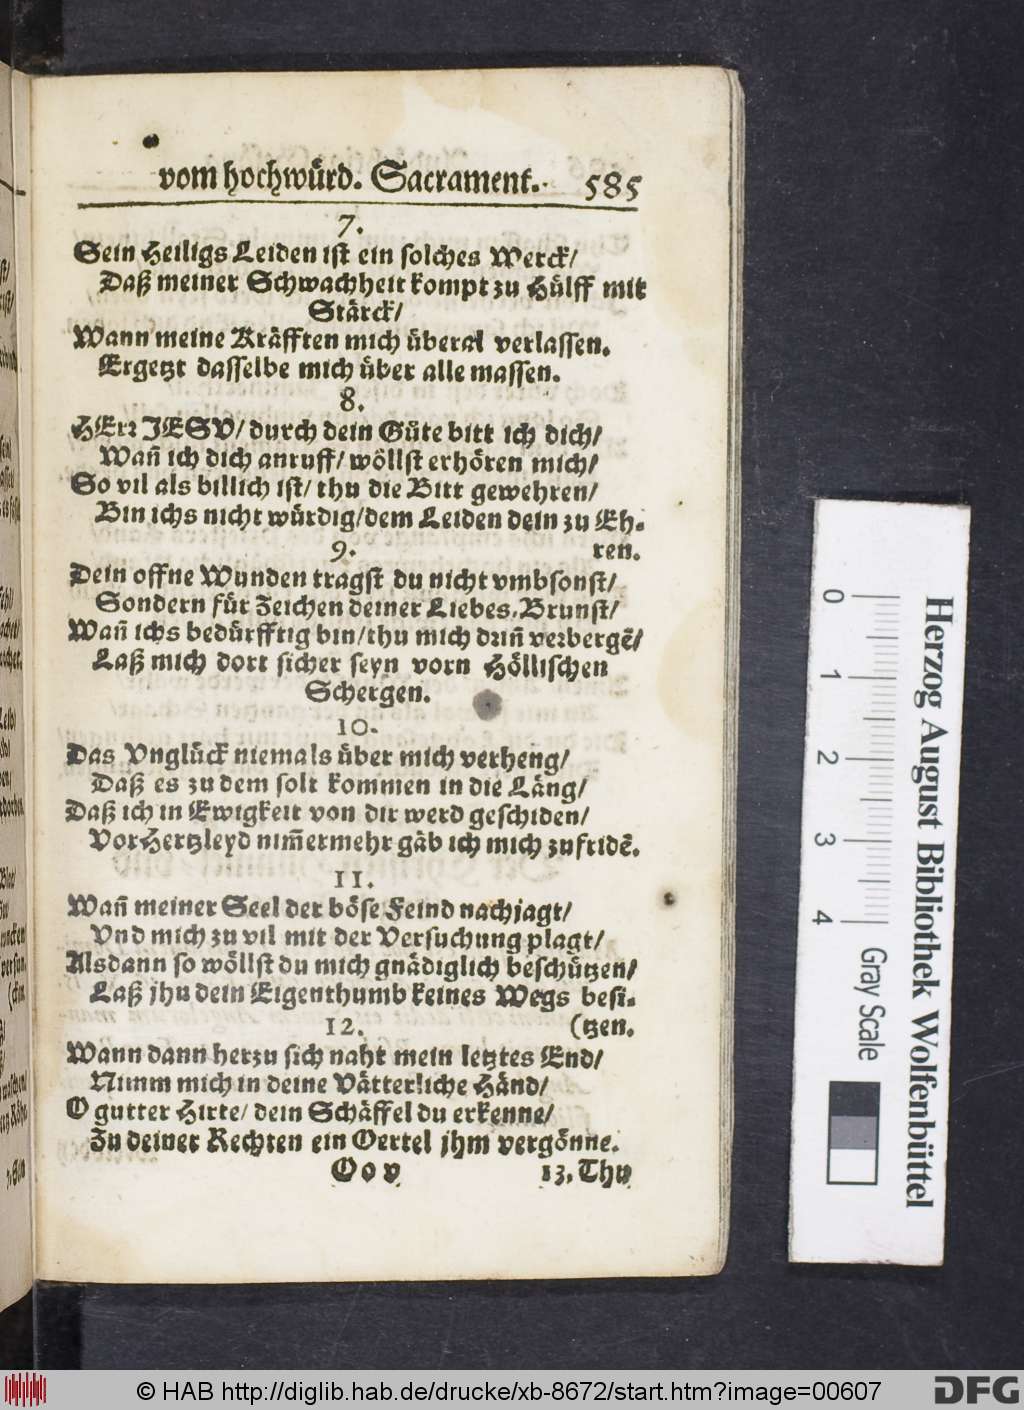 vom hochwürd. Sacrament. 585
7.
Sein Heiligs Leiden ist ein solches Werck/
Daß meiner Schwachheit kompt zu Hülff mit
Stärck/
Wann meine Kräfften mich überal verlassen.
Ergetzt dasselbe mich über alle massen.
8.
HErr JESV/ durch dein Güte bitt ich dich/
Wañ ich dich anruff/ wöllst erhören mich/
So vil als billich ist/ thu die Bitt gewehren/
Bin ichs nicht würdig/ dem Leiden dein zu Eh-
9. ren.
Dein offne Wunden tragst du nicht vmbsonst/
Sondern für Zeichen deiner Liebes-Brunst/
Wañ ichs bedürfftig bin/ thu mich driñ verbergẽ/
Laß mich dort sicher seyn vorn Höllischen
Schergen.
10.
Das Vnglück niemals über mich verheng/
Daß es zu dem solt kommen in die Läng/
Daß ich in Ewigkeit von dir werd geschiden/
Vor Hertzleyd nim̃ermehr gäb ich mich zufridẽ.
11.
Wañ meiner Seel der böse Feind nachjagt/
Vnd mich zu vil mit der Versuchung plagt/
Alsdann so wöllst du mich gnädiglich beschützen/
Laß jhu dein Eigenthumb keines Wegs besi-
12. (tzen.
Wann dann herzu sich naht mein letztes End/
Nimm mich in deine Vätterliche Händ/
O gutter Hirte/ dein Schäffel du erkenne/
Zu deiner Rechten ein Oertel jhm vergönne.
Oo v 13. Thu
0 1 2 3 4
Gray Scale
Herzog August Bibliothek Wolfenbüttel
© HAB http://diglib.hab.de/drucke/xb-8672/start.htm?image=00607
DFG